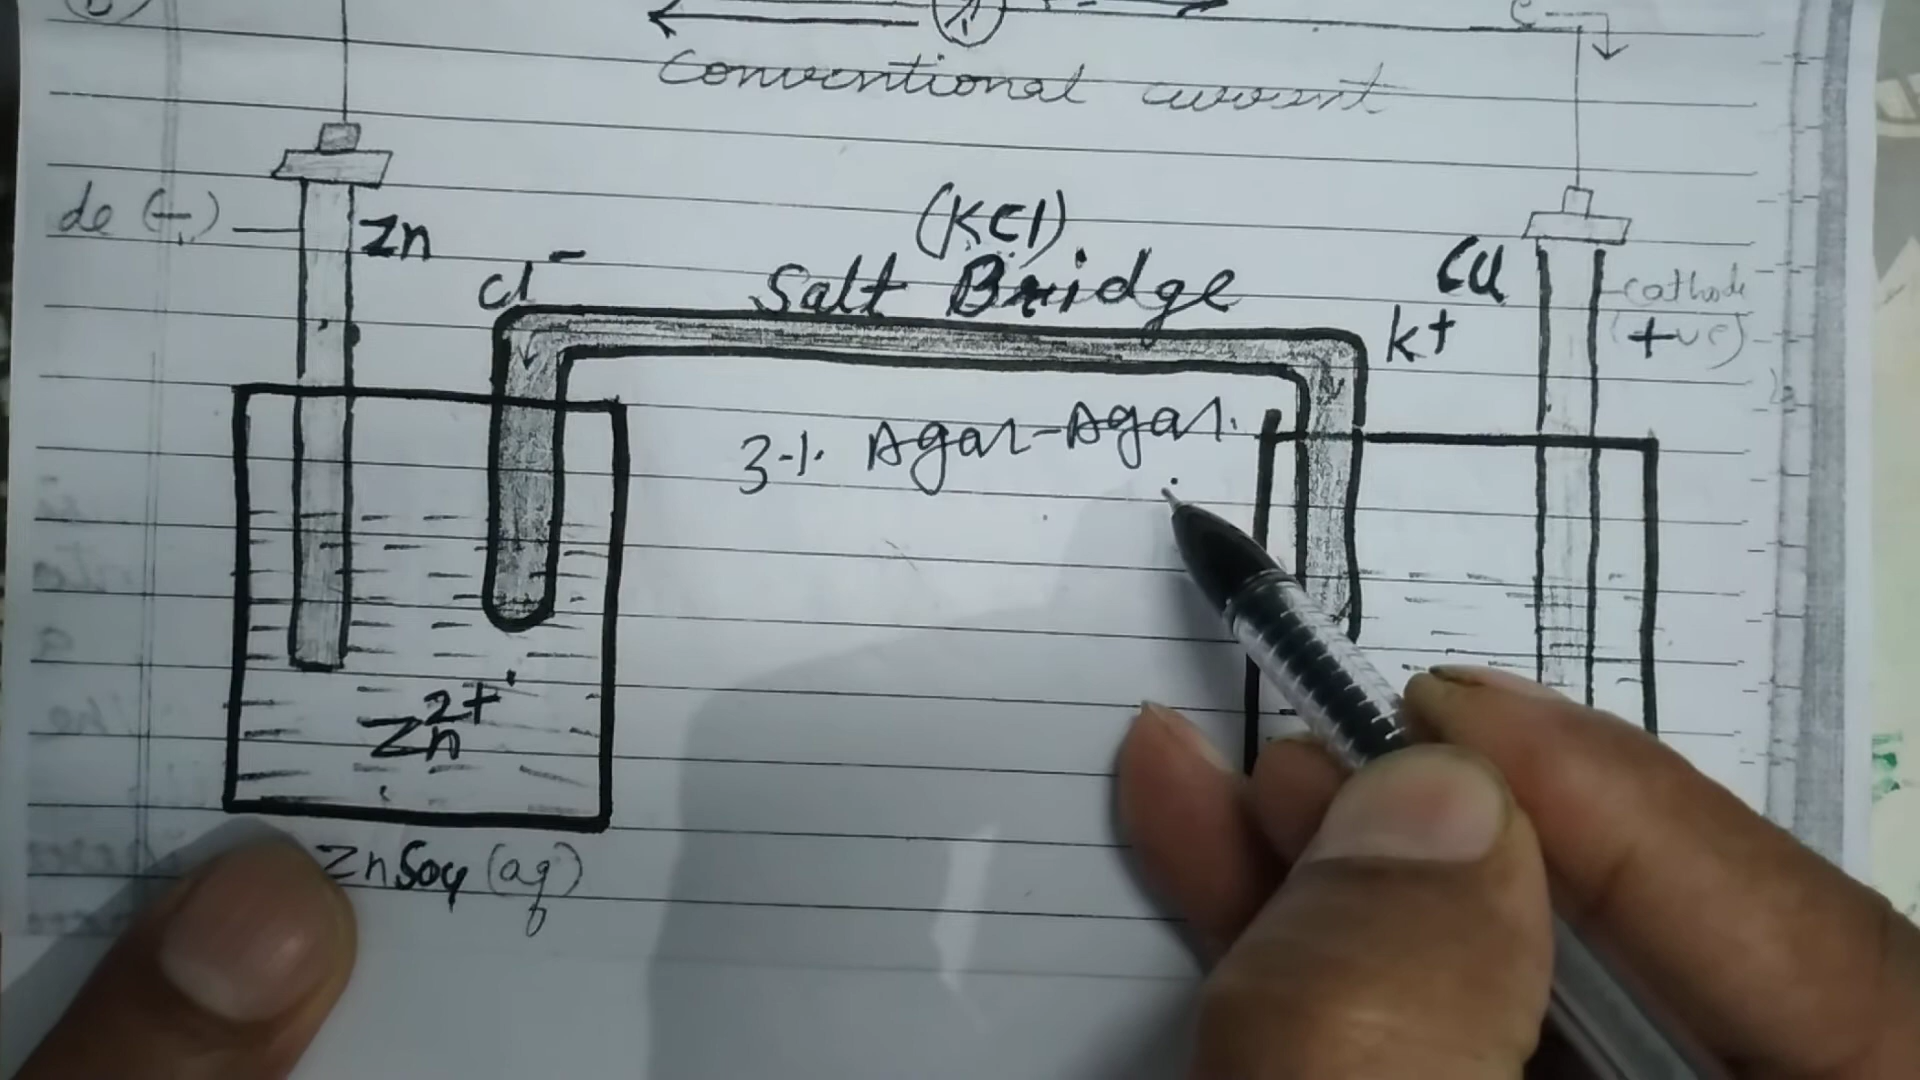 e
Conventional current
de (-)
Zn
(KCl)
Cl-
Salt Bridge
Cu
cathode
(+ve)
k+
3% Agar-Agar.
Zn2+
ZnSO4 (aq)